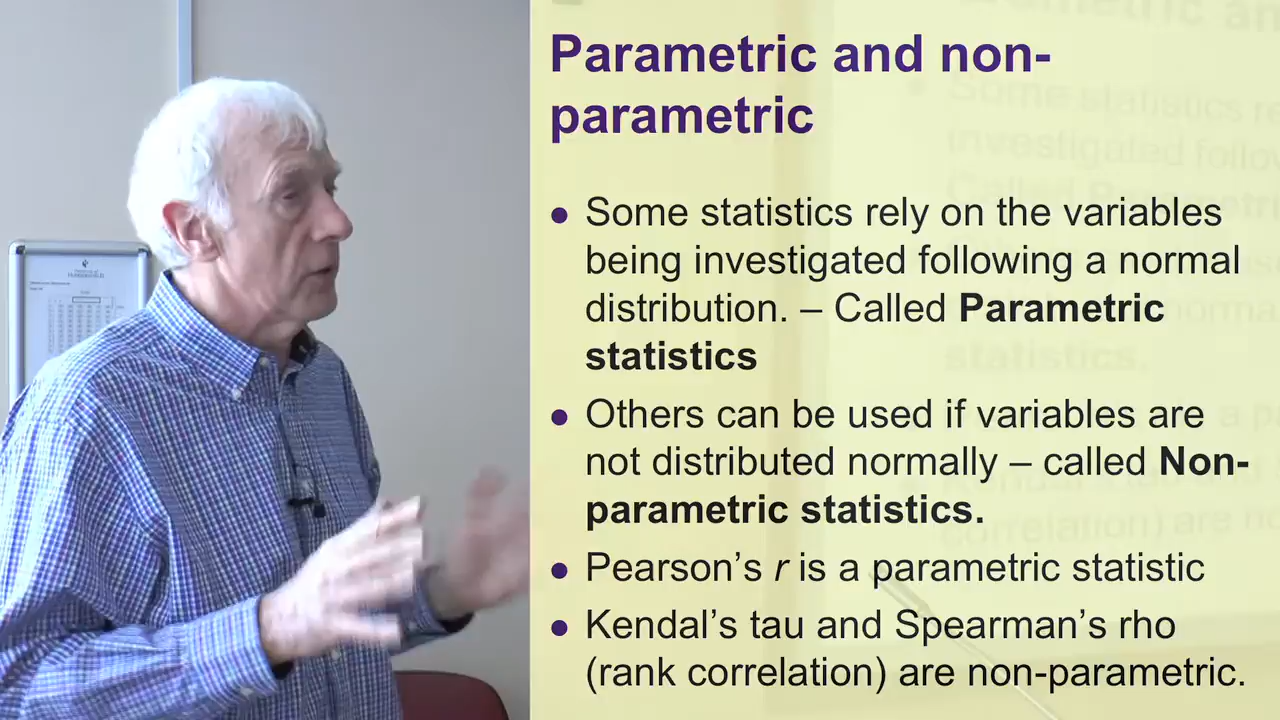 Parametric and non-
parametric
• Some statistics rely on the variables
being investigated following a normal
distribution. – Called Parametric
statistics
• Others can be used if variables are
not distributed normally – called Non-
parametric statistics.
• Pearson’s r is a parametric statistic
• Kendal’s tau and Spearman’s rho
(rank correlation) are non-parametric.